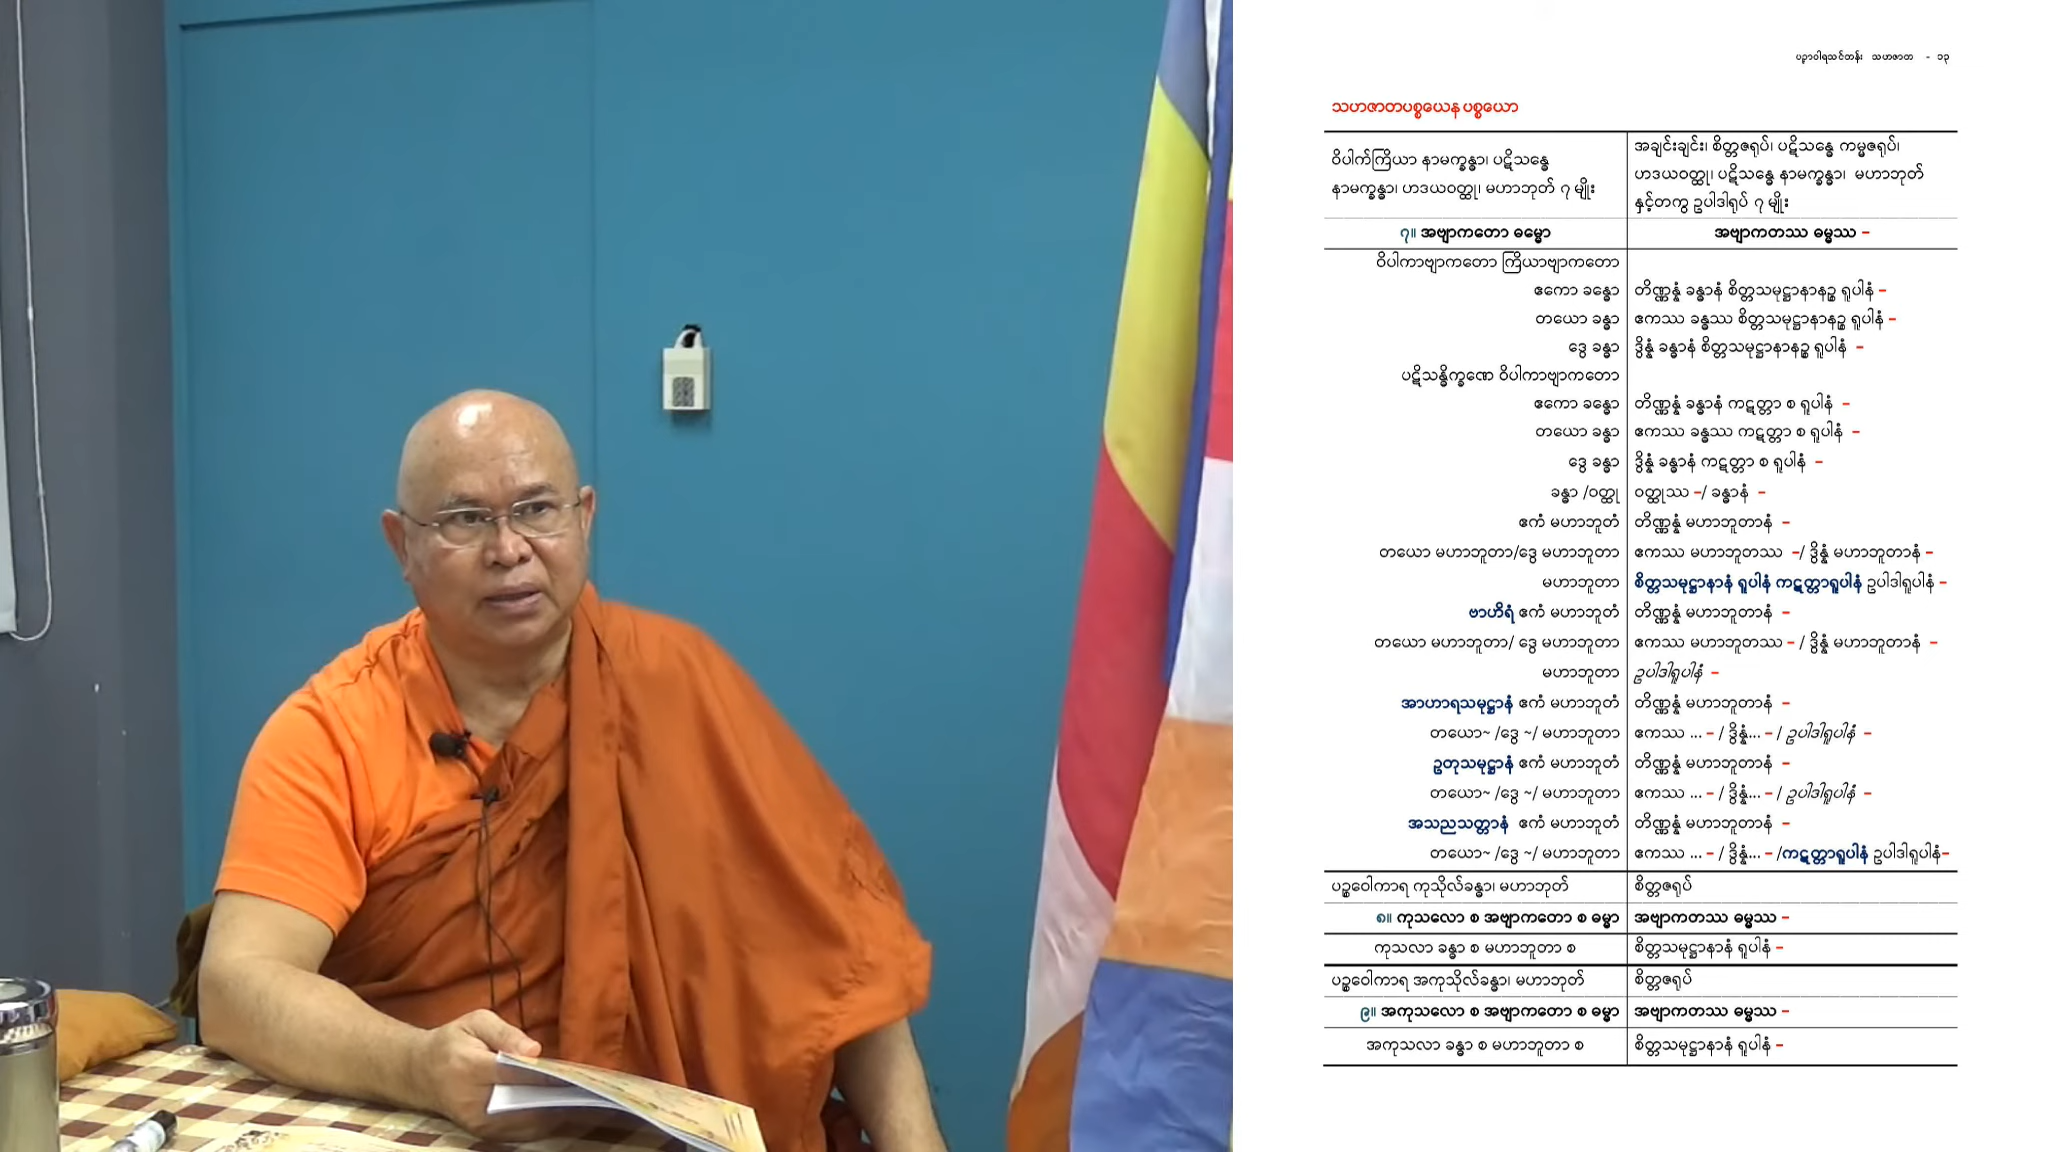 ပဉှာဝါရသင်တန်း သဟဇာတ - ၁၃
သဟဇာတပစ္စယေန ပစ္စယော
ဝိပါက်ကြိယာ နာမက္ခန္ဓာ၊ ပဋိသန္ဓေ
နာမက္ခန္ဓာ၊ ဟဒယဝတ္ထု၊ မဟာဘုတ် ၇ မျိုး
အချင်းချင်း၊ စိတ္တဇရုပ်၊ ပဋိသန္ဓေ ကမ္မဇရုပ်၊
ဟဒယဝတ္ထု၊ ပဋိသန္ဓေ နာမက္ခန္ဓာ၊ မဟာဘုတ်
နှင့်တကွ ဥပါဒါရုပ် ၇ မျိုး
၇။ အဗျာကတော ဓမ္မော အဗျာကတဿ ဓမ္မဿ –
ဝိပါကာဗျာကတော ကြိယာဗျာကတော
ဧကော ခန္ဓော တိဏ္ဏန္နံ ခန္ဓာနံ စိတ္တသမုဋ္ဌာနာနဉ္စ ရူပါနံ –
တယော ခန္ဓာ ဧကဿ ခန္ဓဿ စိတ္တသမုဋ္ဌာနာနဉ္စ ရူပါနံ –
ဒွေ ခန္ဓာ ဒွိန္နံ ခန္ဓာနံ စိတ္တသမုဋ္ဌာနာနဉ္စ ရူပါနံ –
ပဋိသန္ဓိက္ခဏေ ဝိပါကာဗျာကတော
ဧကော ခန္ဓော တိဏ္ဏန္နံ ခန္ဓာနံ ကဋတ္တာ စ ရူပါနံ –
တယော ခန္ဓာ ဧကဿ ခန္ဓဿ ကဋတ္တာ စ ရူပါနံ –
ဒွေ ခန္ဓာ ဒွိန္နံ ခန္ဓာနံ ကဋတ္တာ စ ရူပါနံ –
ခန္ဓာ /ဝတ္ထု ဝတ္ထုဿ –/ ခန္ဓာနံ –
ဧကံ မဟာဘူတံ တိဏ္ဏန္နံ မဟာဘူတာနံ –
တယော မဟာဘူတာ/ဒွေ မဟာဘူတာ ဧကဿ မဟာဘူတဿ –/ ဒွိန္နံ မဟာဘူတာနံ –
မဟာဘူတာ စိတ္တသမုဋ္ဌာနာနံ ရူပါနံ ကဋတ္တာရူပါနံ ဥပါဒါရူပါနံ –
ဗာဟိရံ ဧကံ မဟာဘူတံ တိဏ္ဏန္နံ မဟာဘူတာနံ –
တယော မဟာဘူတာ/ ဒွေ မဟာဘူတာ ဧကဿ မဟာဘူတဿ – / ဒွိန္နံ မဟာဘူတာနံ –
မဟာဘူတာ ဥပါဒါရူပါနံ –
အာဟာရသမုဋ္ဌာနံ ဧကံ မဟာဘူတံ တိဏ္ဏန္နံ မဟာဘူတာနံ –
တယော~ /ဒွေ ~/ မဟာဘူတာ ဧကဿ ... – / ဒွိန္နံ... – / ဥပါဒါရူပါနံ –
ဥတုသမုဋ္ဌာနံ ဧကံ မဟာဘူတံ တိဏ္ဏန္နံ မဟာဘူတာနံ –
တယော~ /ဒွေ ~/ မဟာဘူတာ ဧကဿ ... – / ဒွိန္နံ... – / ဥပါဒါရူပါနံ –
အသညသတ္တာနံ ဧကံ မဟာဘူတံ တိဏ္ဏန္နံ မဟာဘူတာနံ –
တယော~ /ဒွေ ~/ မဟာဘူတာ ဧကဿ ... – / ဒွိန္နံ... – /ကဋတ္တာရူပါနံ ဥပါဒါရူပါနံ–
ပဉ္စဝေါကာရ ကုသိုလ်ခန္ဓာ၊ မဟာဘုတ် စိတ္တဇရုပ်
၈။ ကုသလော စ အဗျာကတော စ ဓမ္မာ အဗျာကတဿ ဓမ္မဿ –
ကုသလာ ခန္ဓာ စ မဟာဘူတာ စ စိတ္တသမုဋ္ဌာနာနံ ရူပါနံ –
ပဉ္စဝေါကာရ အကုသိုလ်ခန္ဓာ၊ မဟာဘုတ် စိတ္တဇရုပ်
၉။ အကုသလော စ အဗျာကတော စ ဓမ္မာ အဗျာကတဿ ဓမ္မဿ –
အကုသလာ ခန္ဓာ စ မဟာဘူတာ စ စိတ္တသမုဋ္ဌာနာနံ ရူပါနံ –